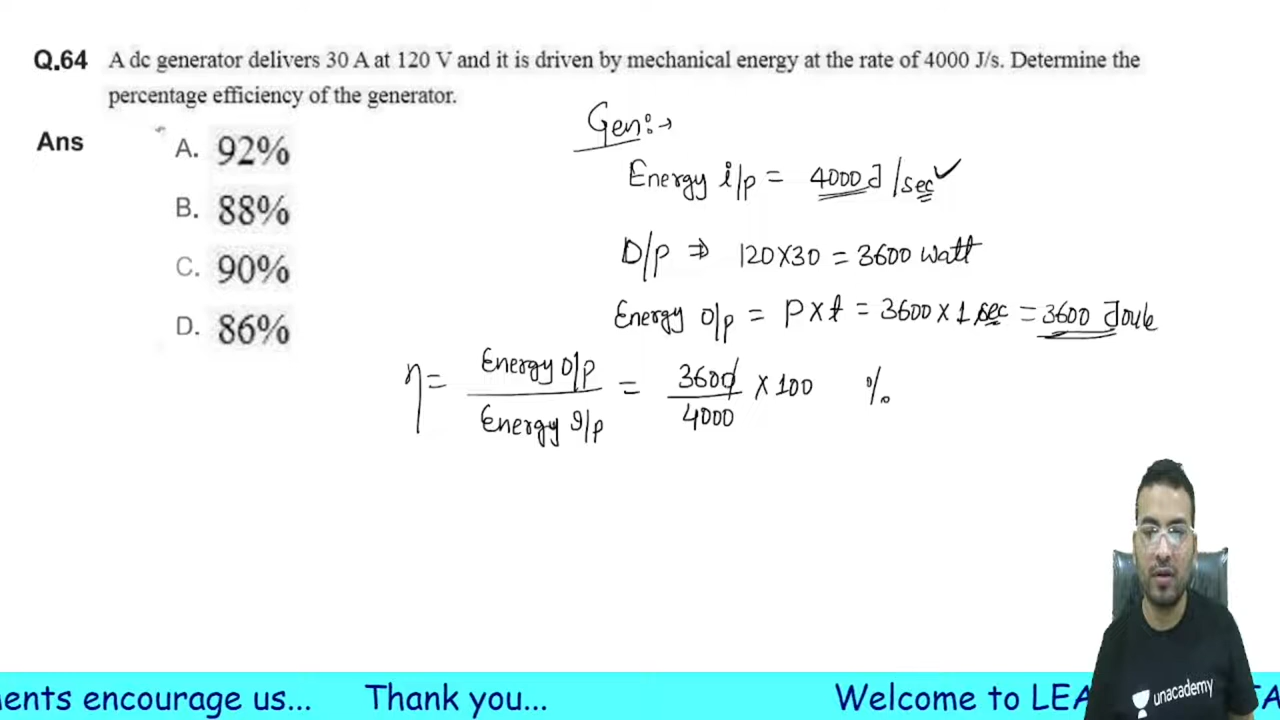 Q.64 A dc generator delivers 30 A at 120 V and it is driven by mechanical energy at the rate of 4000 J/s. Determine the
percentage efficiency of the generator.
Ans
A. 92%
B. 88%
C. 90%
D. 86%
Gen:→
Energy i/p = 4000 J/sec ✓
O/p ⇒ 120×30 = 3600 watt
Energy o/p = P×t = 3600 × 1 sec = 3600 Joule
η = Energy O/p / Energy I/p = 3600 / 4000 × 100 %
unacademy
ents encourage us... Thank you... Welcome to LEA